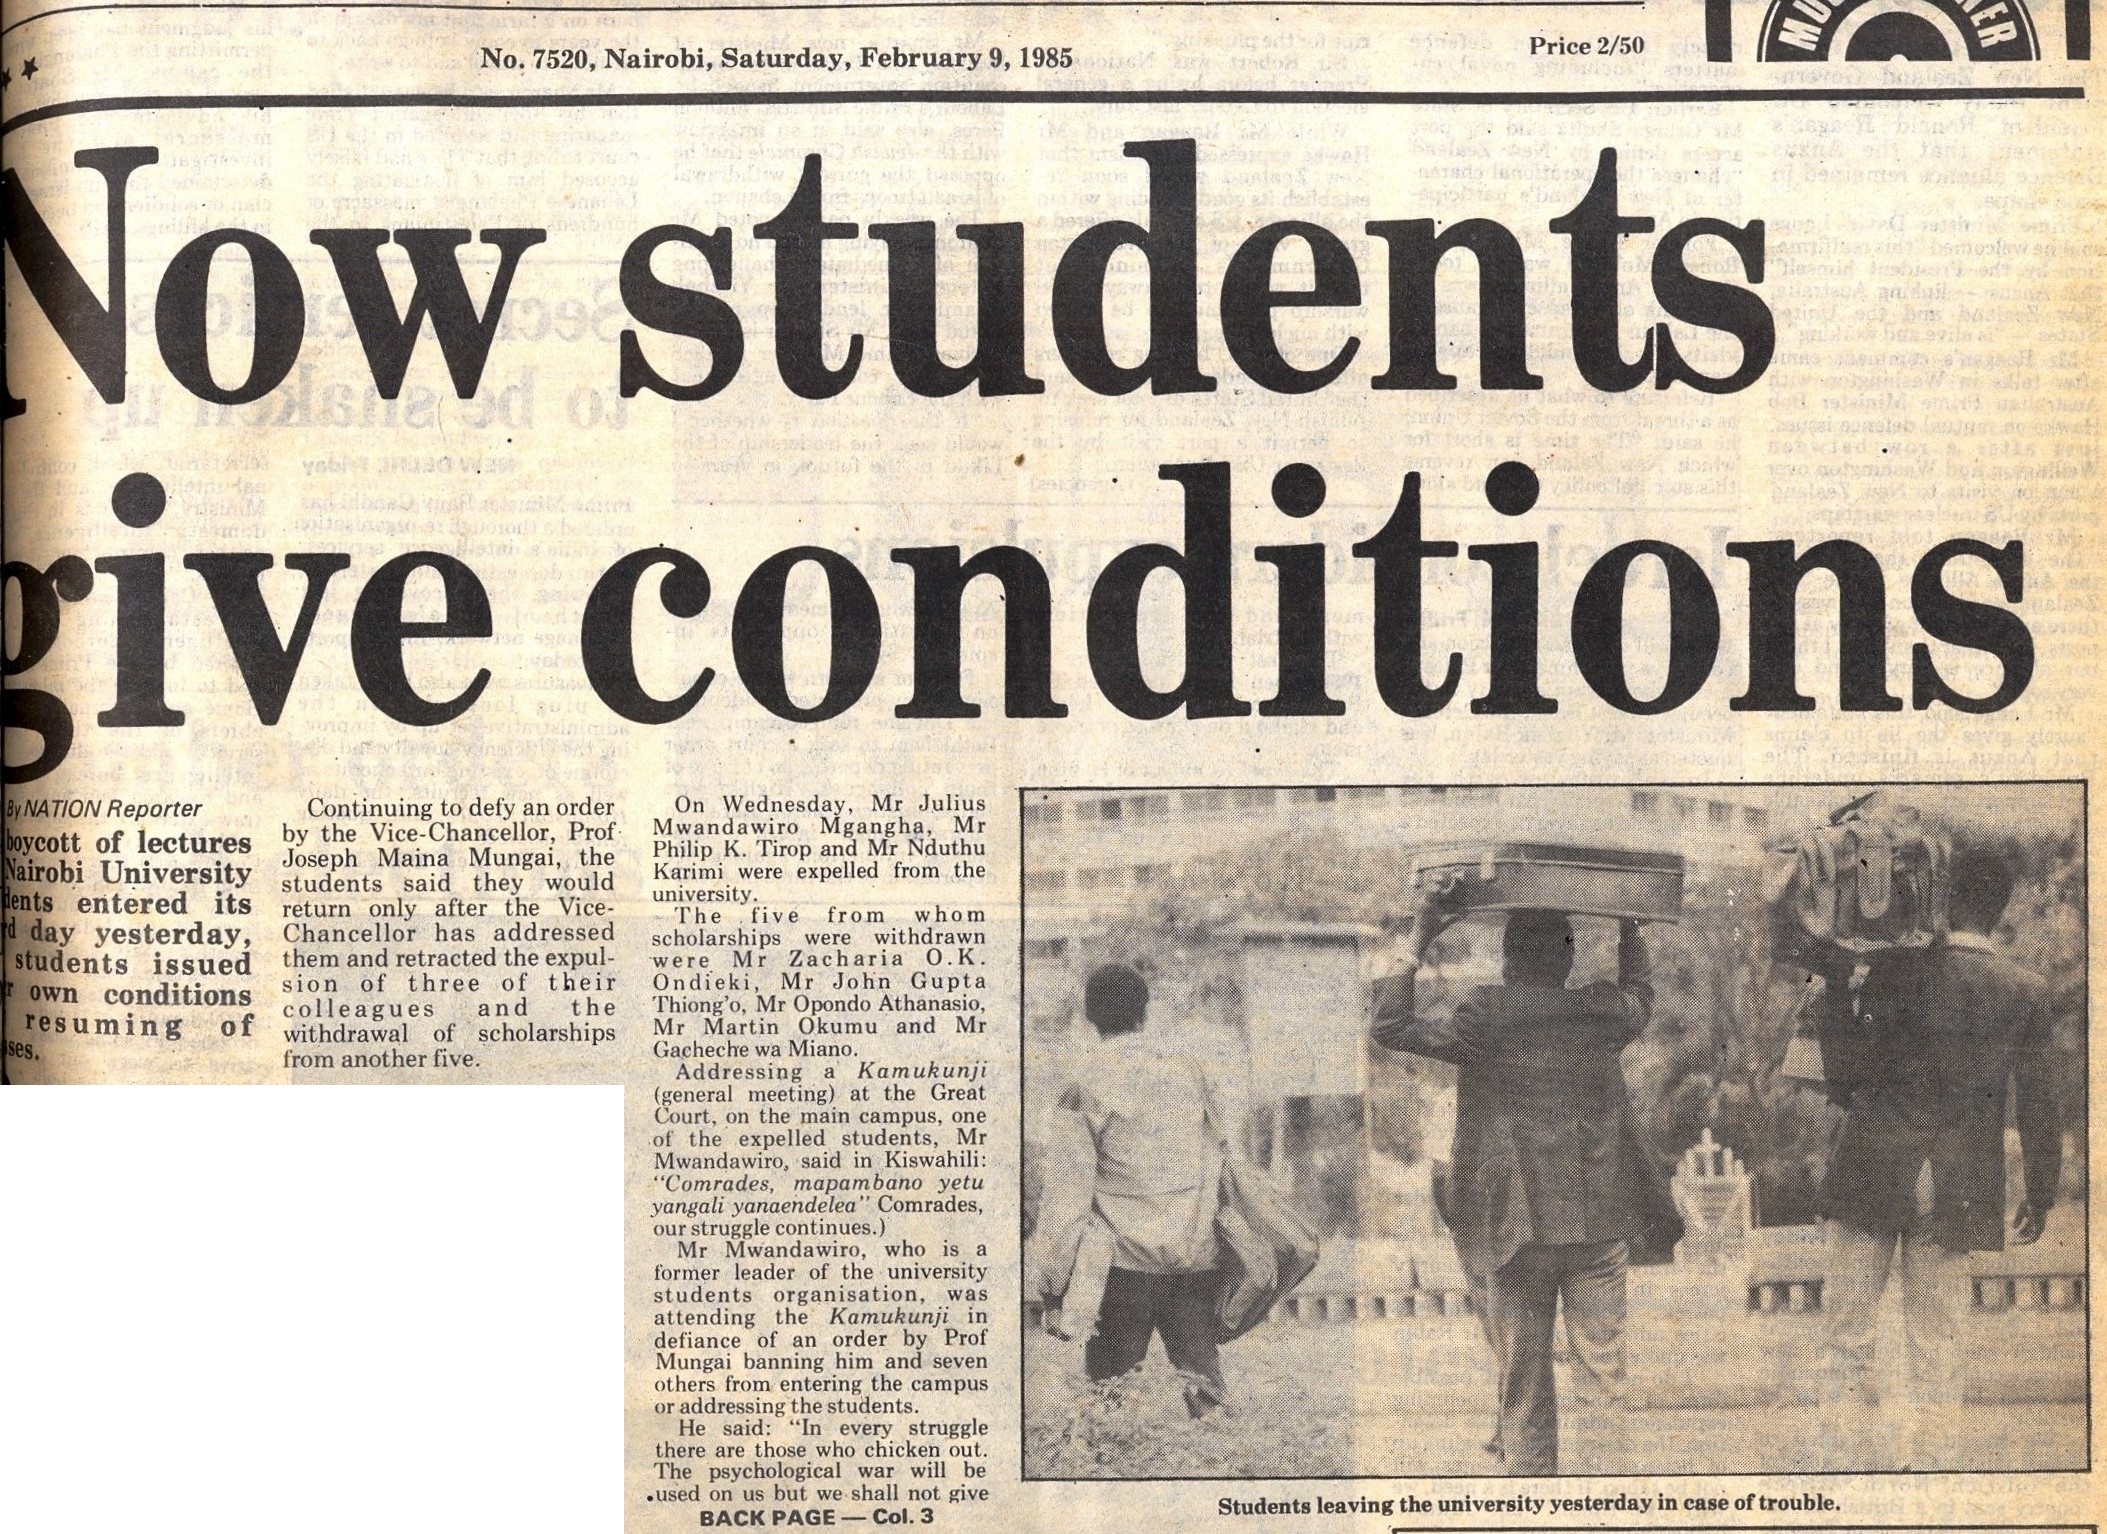 No. 7520, Nairobi, Saturday, February 9, 1985
Price 2/50
Now students
give conditions
By NATION Reporter
boycott of lectures
Nairobi University
entered its
day yesterday,
students issued
own conditions
resuming of
Continuing to defy an order
by the Vice-Chancellor, Prof
Joseph Maina Mungai, the
students said they would
return only after the Vice-
Chancellor has addressed
them and retracted the expul-
sion of three of their
colleagues and the
withdrawal of scholarships
from another five.
On Wednesday, Mr Julius
Mwandawiro Mgangha, Mr
Philip K. Tirop and Mr Nduthu
Karimi were expelled from the
university.
The five from whom
scholarships were withdrawn
were Mr Zacharia O.K.
Ondieki, Mr John Gupta
Thiong'o, Mr Opondo Athanasio,
Mr Martin Okumu and Mr
Gacheche wa Miano.
Addressing a Kamukunji
(general meeting) at the Great
Court, on the main campus, one
of the expelled students, Mr
Mwandawiro, said in Kiswahili:
"Comrades, mapambano yetu
yangali yanaendelea" Comrades,
our struggle continues.)
Mr Mwandawiro, who is a
former leader of the university
students organisation, was
attending the Kamukunji in
defiance of an order by Prof
Mungai banning him and seven
others from entering the campus
or addressing the students.
He said: "In every struggle
there are those who chicken out.
The psychological war will be
used on us but we shall not give
BACK PAGE — Col. 3
Students leaving the university yesterday in case of trouble.